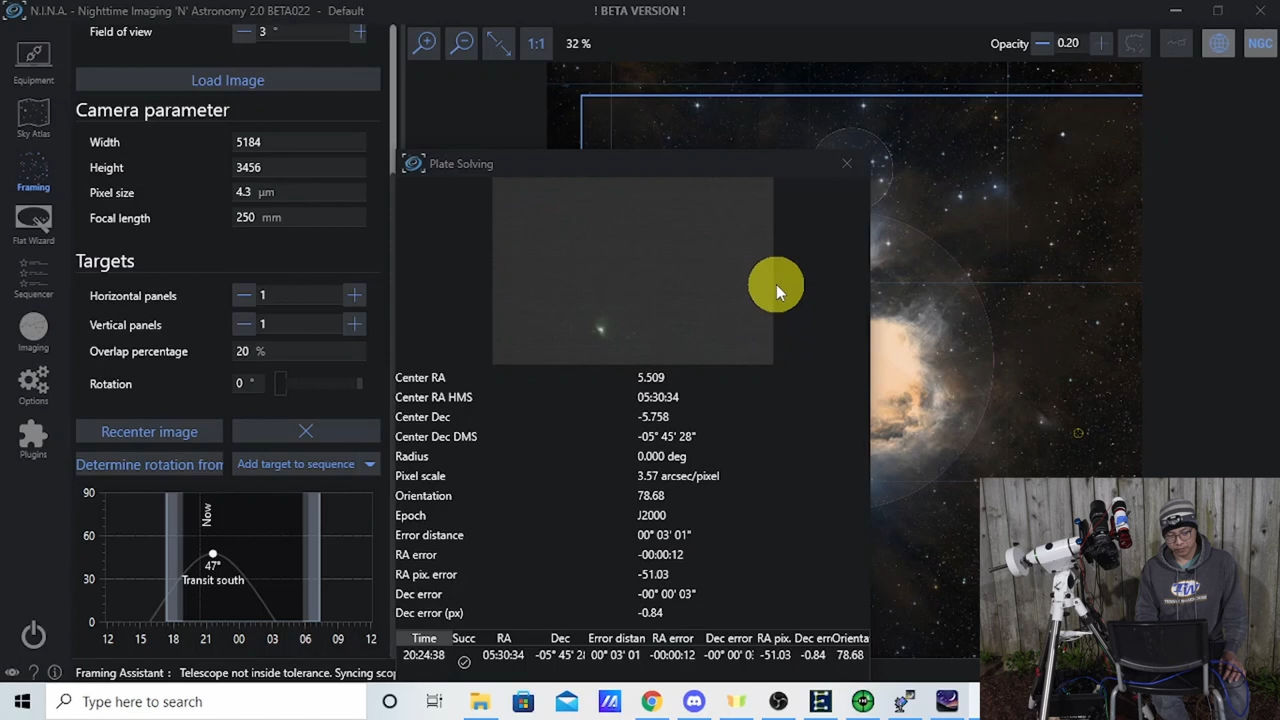 N.I.N.A. - Nighttime Imaging 'N' Astronomy 2.0 BETA022 - Default
! BETA VERSION !
Field of view 3 °
Load Image
Camera parameter
Width 5184
Height 3456
Pixel size 4.3 µm
Focal length 250 mm
Targets
Horizontal panels 1
Vertical panels 1
Overlap percentage 20 %
Rotation 0 °
Recenter image
Determine rotation from
Add target to sequence
90
60
30
0
Now
47°
Transit south
12 15 18 21 00 03 06 09 12
Framing Assistant : Telescope not inside tolerance. Syncing scop
Equipment
Sky Atlas
Framing
Flat Wizard
Sequencer
Imaging
Options
Plugins
1:1
32 %
Opacity 0.20
NGC
Plate Solving
Center RA 5.509
Center RA HMS 05:30:34
Center Dec -5.758
Center Dec DMS -05° 45' 28"
Radius 0.000 deg
Pixel scale 3.57 arcsec/pixel
Orientation 78.68
Epoch J2000
Error distance 00° 03' 01"
RA error -00:00:12
RA pix. error -51.03
Dec error -00° 00' 03"
Dec error (px) -0.84
Time Succ RA Dec Error distan RA error Dec error RA pix. Dec err Orienta
20:24:38 05:30:34 -05° 45' 2 00° 03' 01 -00:00:12 -00° 00' 0 -51.03 -0.84 78.68
Type here to search